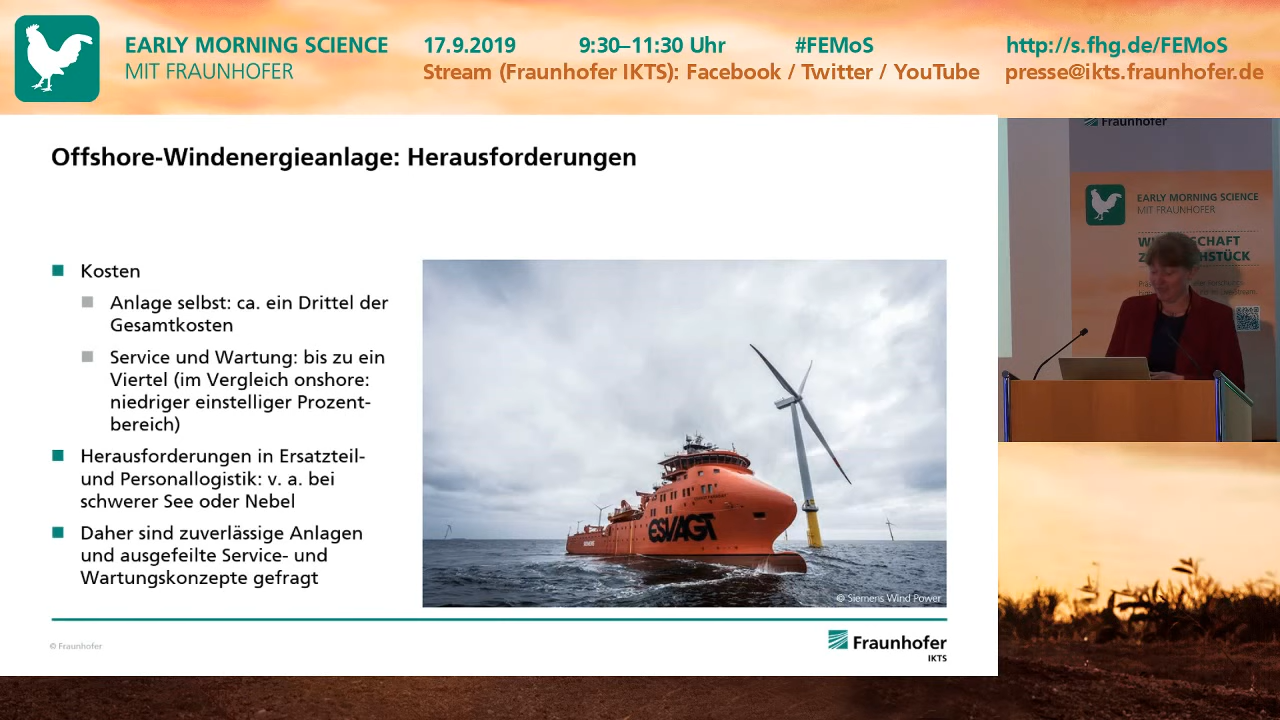 EARLY MORNING SCIENCE
MIT FRAUNHOFER
17.9.2019 9:30–11:30 Uhr #FEMoS http://s.fhg.de/FEMoS
Stream (Fraunhofer IKTS): Facebook / Twitter / YouTube presse@ikts.fraunhofer.de
Offshore-Windenergieanlage: Herausforderungen
Kosten
Anlage selbst: ca. ein Drittel der
Gesamtkosten
Service und Wartung: bis zu ein
Viertel (im Vergleich onshore:
niedriger einstelliger Prozent-
bereich)
Herausforderungen in Ersatzteil-
und Personallogistik: v. a. bei
schwerer See oder Nebel
Daher sind zuverlässige Anlagen
und ausgefeilte Service- und
Wartungskonzepte gefragt
ESVAGT
© Siemens Wind Power
© Fraunhofer
Fraunhofer
IKTS
Fraunhofer
EARLY MORNING SCIENCE
MIT FRAUNHOFER